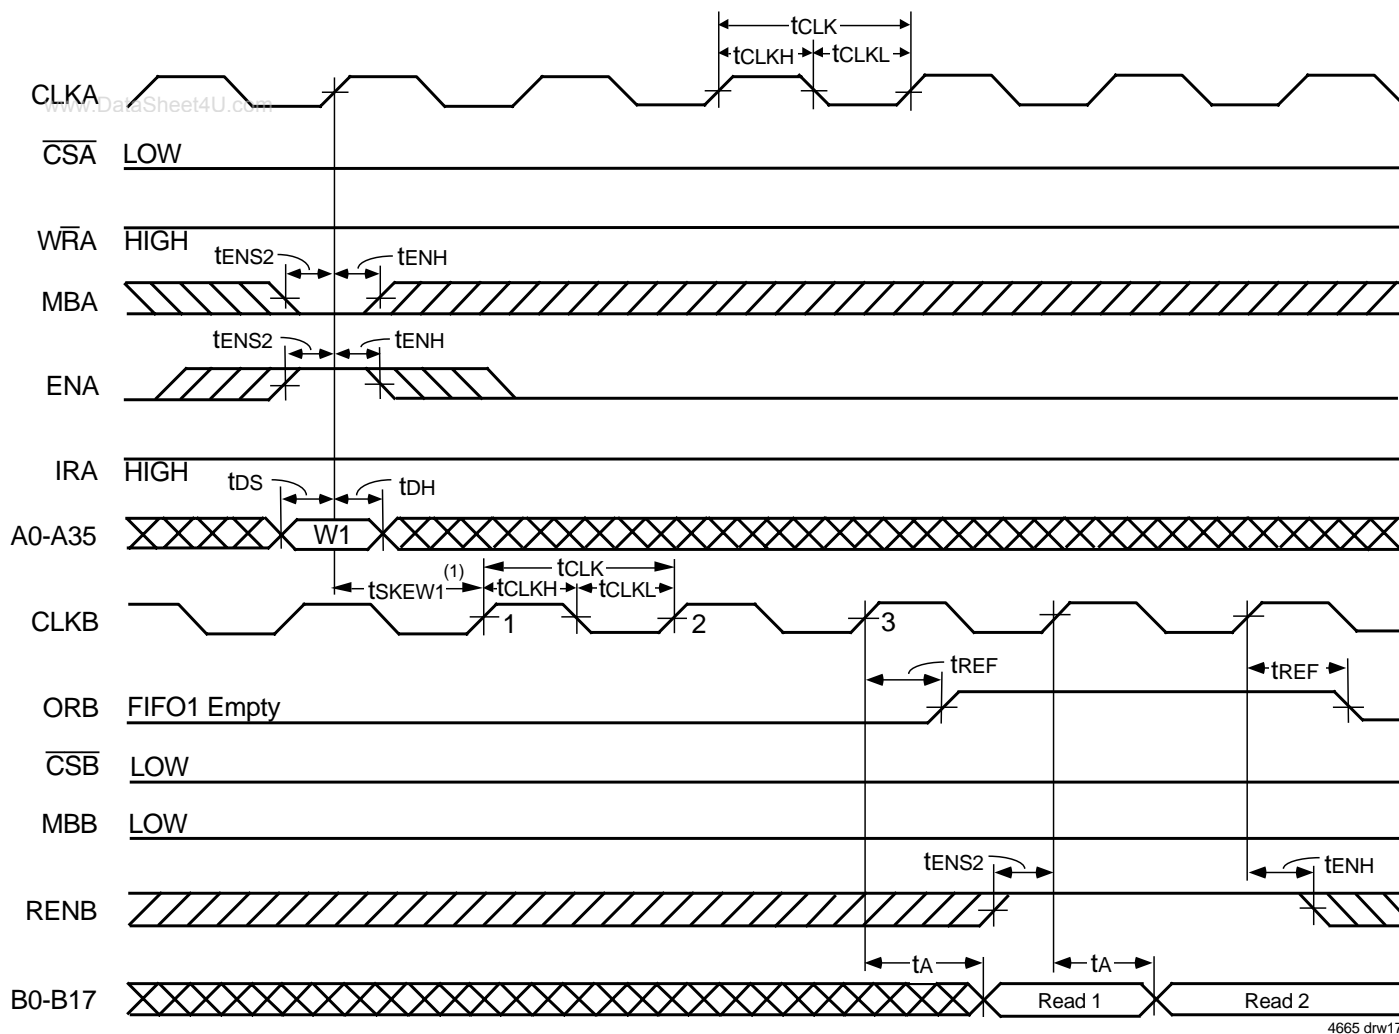 tCLK
tCLKH tCLKL
CLKA
www.DataSheet4U.com
CSA LOW
WRA HIGH
tENS2 tENH
MBA
tENS2 tENH
ENA
IRA HIGH
tDS tDH
A0-A35 W1
tSKEW1 (1) tCLK
tCLKH tCLKL
CLKB 1 2 3
tREF tREF
ORB FIFO1 Empty
CSB LOW
MBB LOW
tENS2 tENH
RENB
tA tA
B0-B17 Read 1 Read 2
4665 drw17